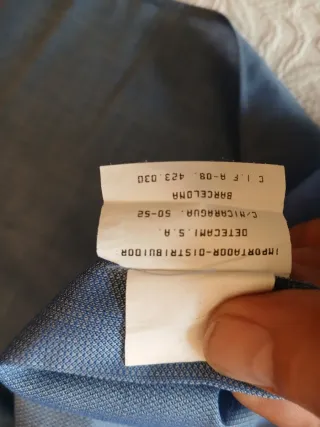 IMPORTADOR-DISTRIBUIDOR
DETECAMI.S.A.
C/NICARAGUA. 50-52
BARCELONA
C.I.F A-08. 423.030